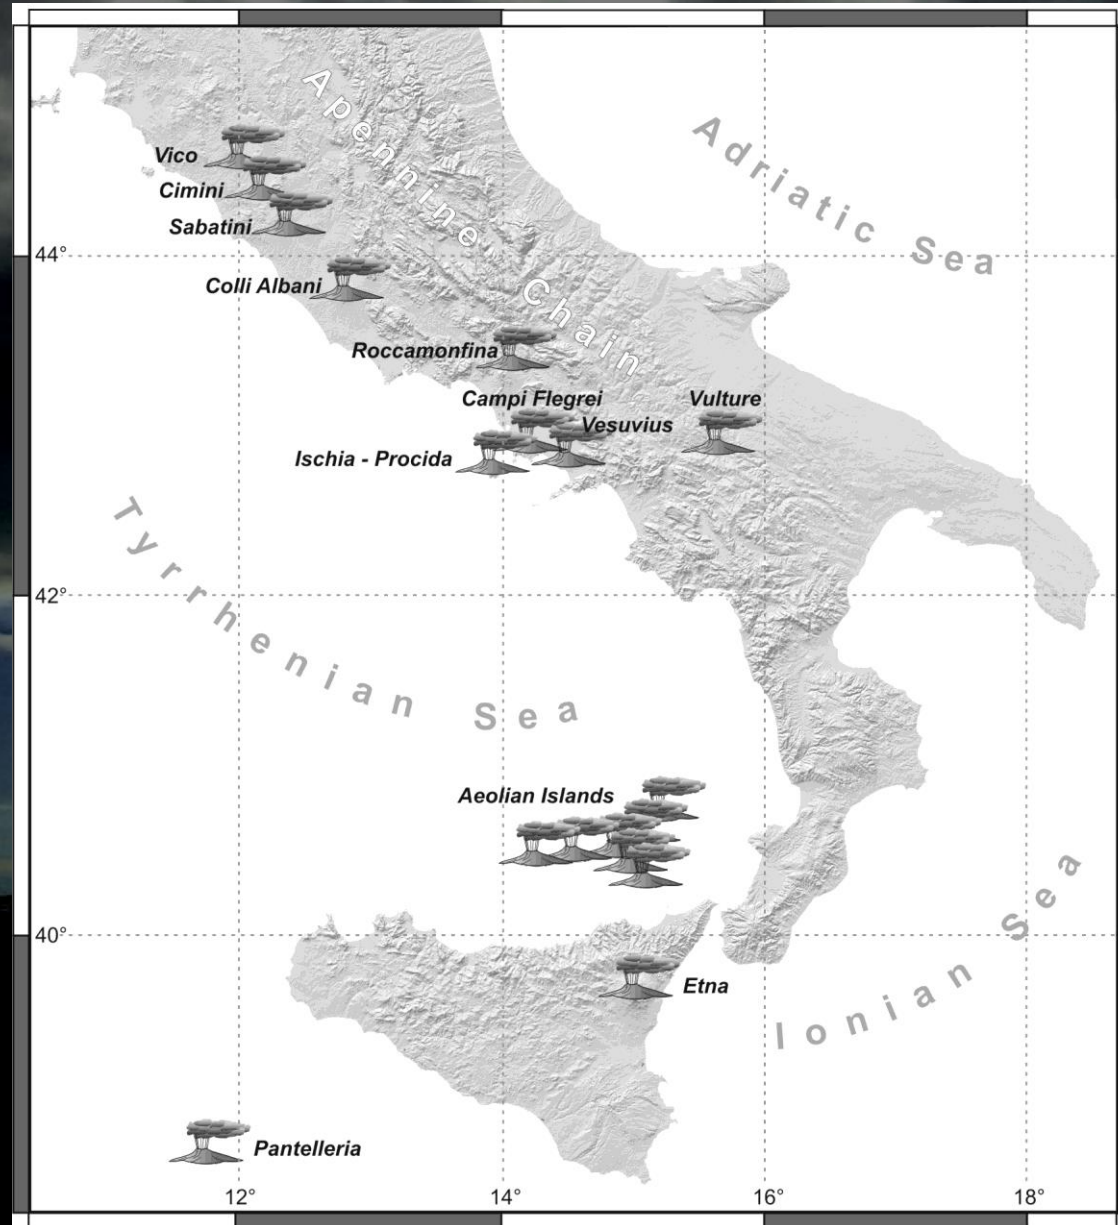 Apennine Chain
Adriatic Sea
Vico
Cimini
Sabatini
44°
Colli Albani
Roccamonfina
Campi Flegrei
Vulture
Vesuvius
Ischia - Procida
Tyrrhenian Sea
42°
Aeolian Islands
Ionian Sea
40°
Etna
Pantelleria
12°
14°
16°
18°